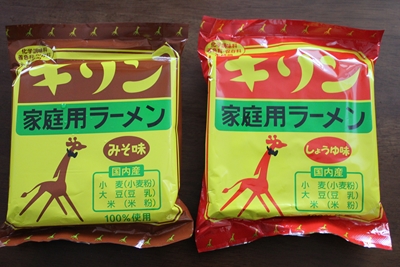 キリン
家庭用ラーメン
みそ味
国内産
小麦(小麦粉)
大豆(豆乳)
米(米粉)
100%使用
キリン
家庭用ラーメン
しょうゆ味
国内産
小麦(小麦粉)
大豆(豆乳)
米(米粉)